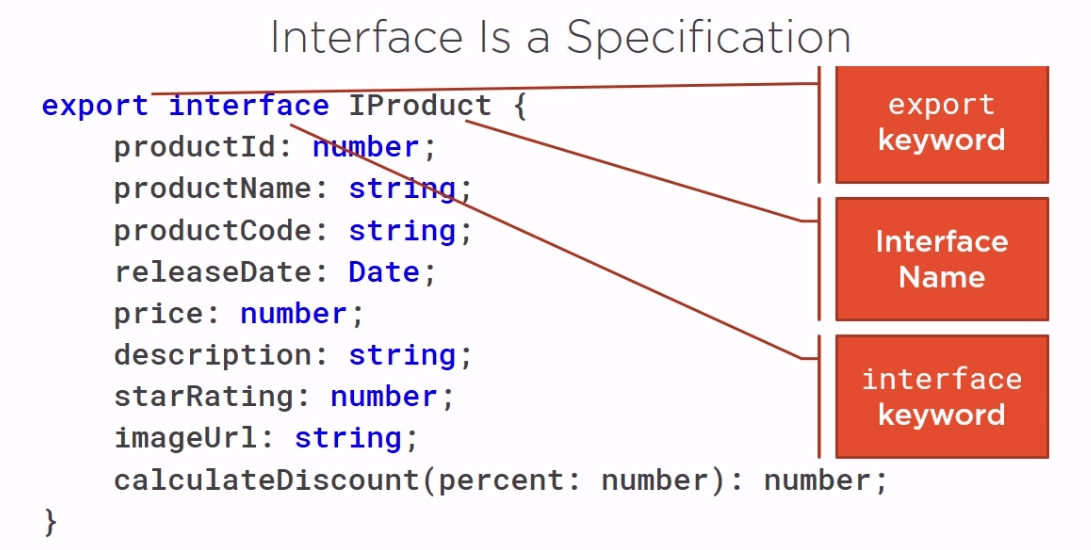 Interface Is a Specification
export interface IProduct {
productId: number;
productName: string;
productCode: string;
releaseDate: Date;
price: number;
description: string;
starRating: number;
imageUrl: string;
calculateDiscount(percent: number): number;
}
export
keyword
Interface
Name
interface
keyword